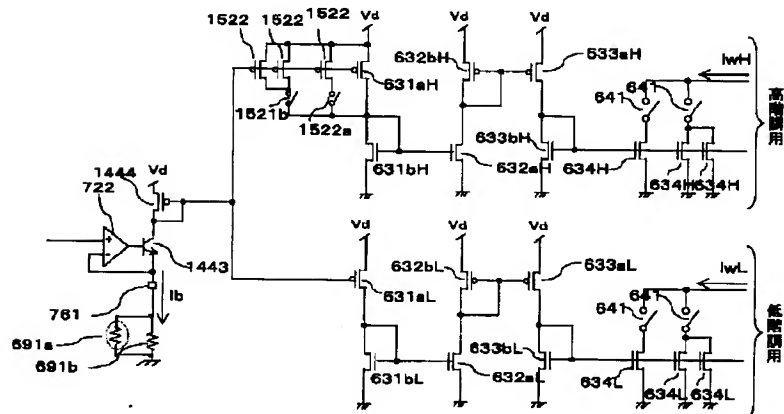 1522
1522
1522
Vd
Vd
Vd
632bH
633aH
631aH
IwH
641
641
1521b
1522a
633bH
631bH
632aH
634H
634H
634H
高階調用
1444
Vd
722
1443
761
Ib
691a
691b
Vd
Vd
Vd
632bL
633aL
631aL
IwL
641
641
633bL
631bL
632aL
634L
634L
634L
低階調用